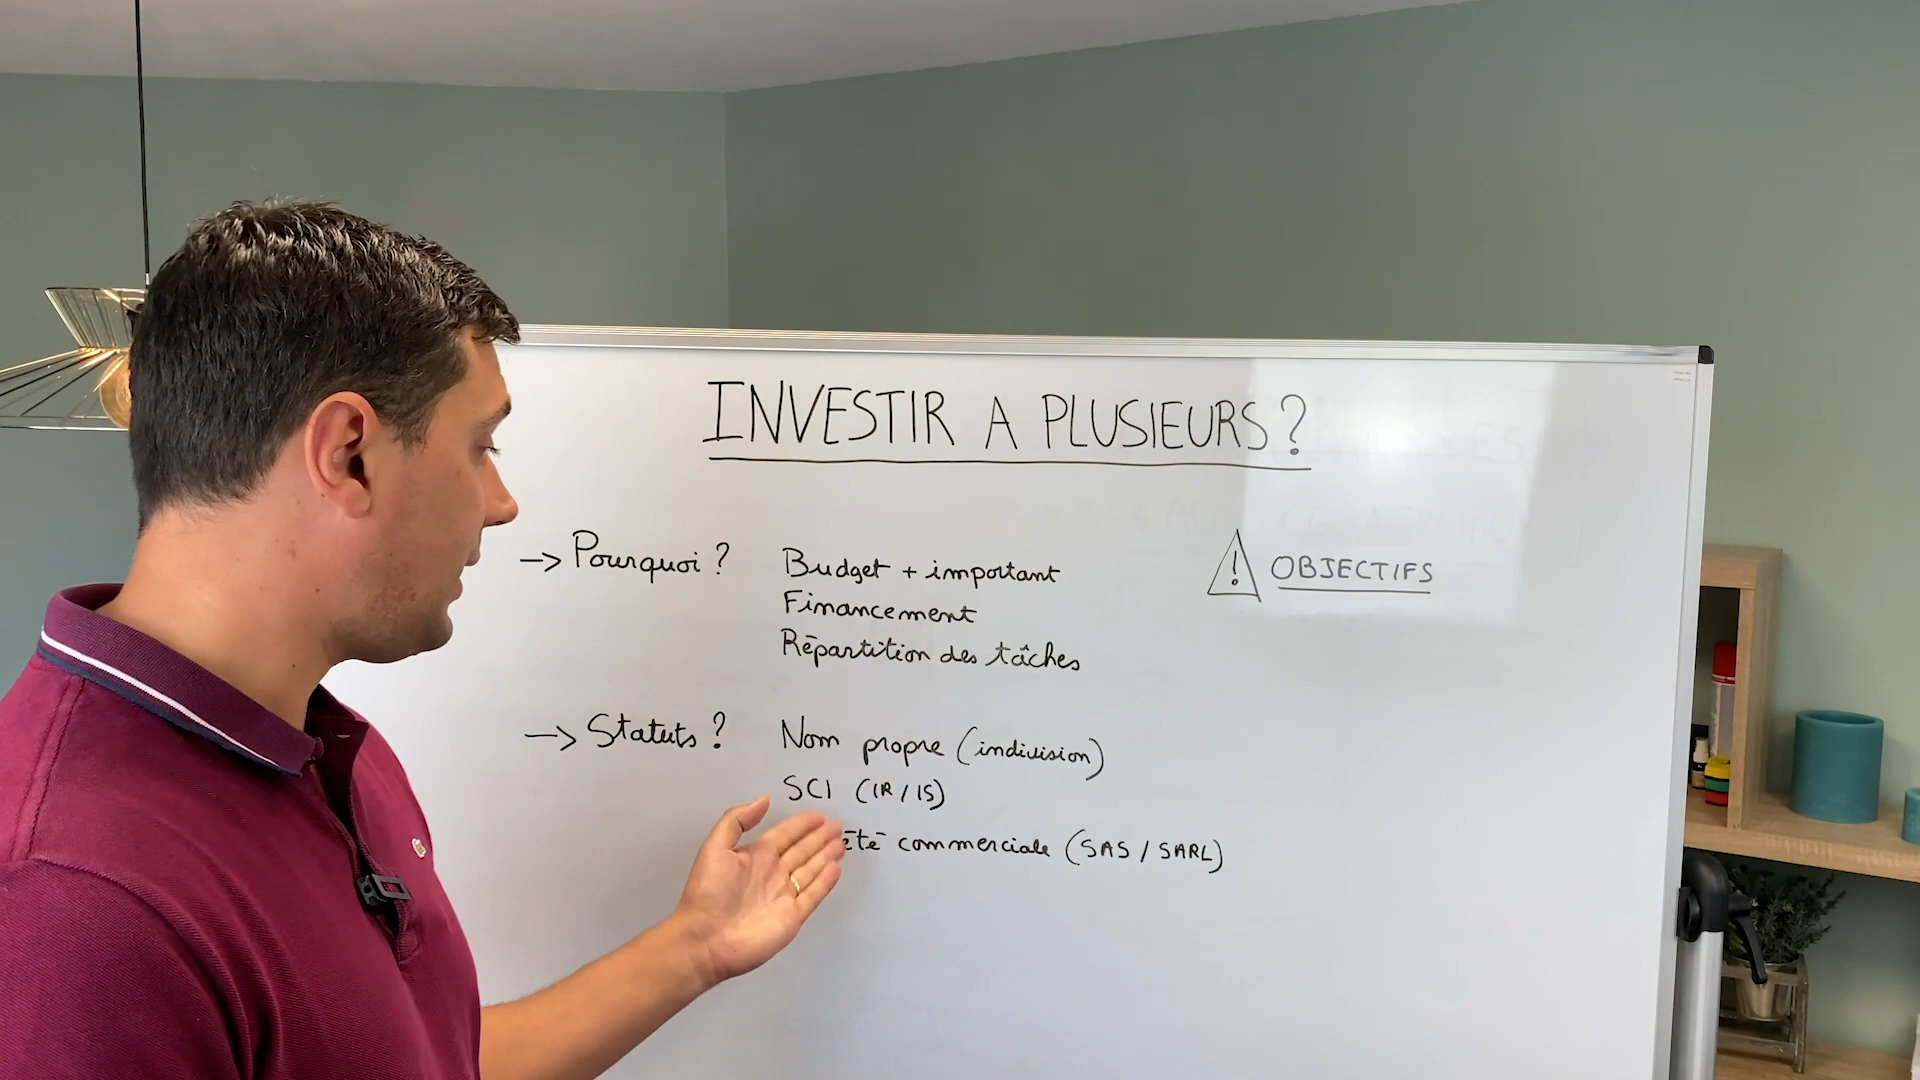 INVESTIR A PLUSIEURS ?
→ Pourquoi ? Budget + important
Financement
Répartition des tâches
! OBJECTIFS
→ Statuts ? Nom propre (indivision)
SCI (IR / IS)
été commerciale (SAS / SARL)